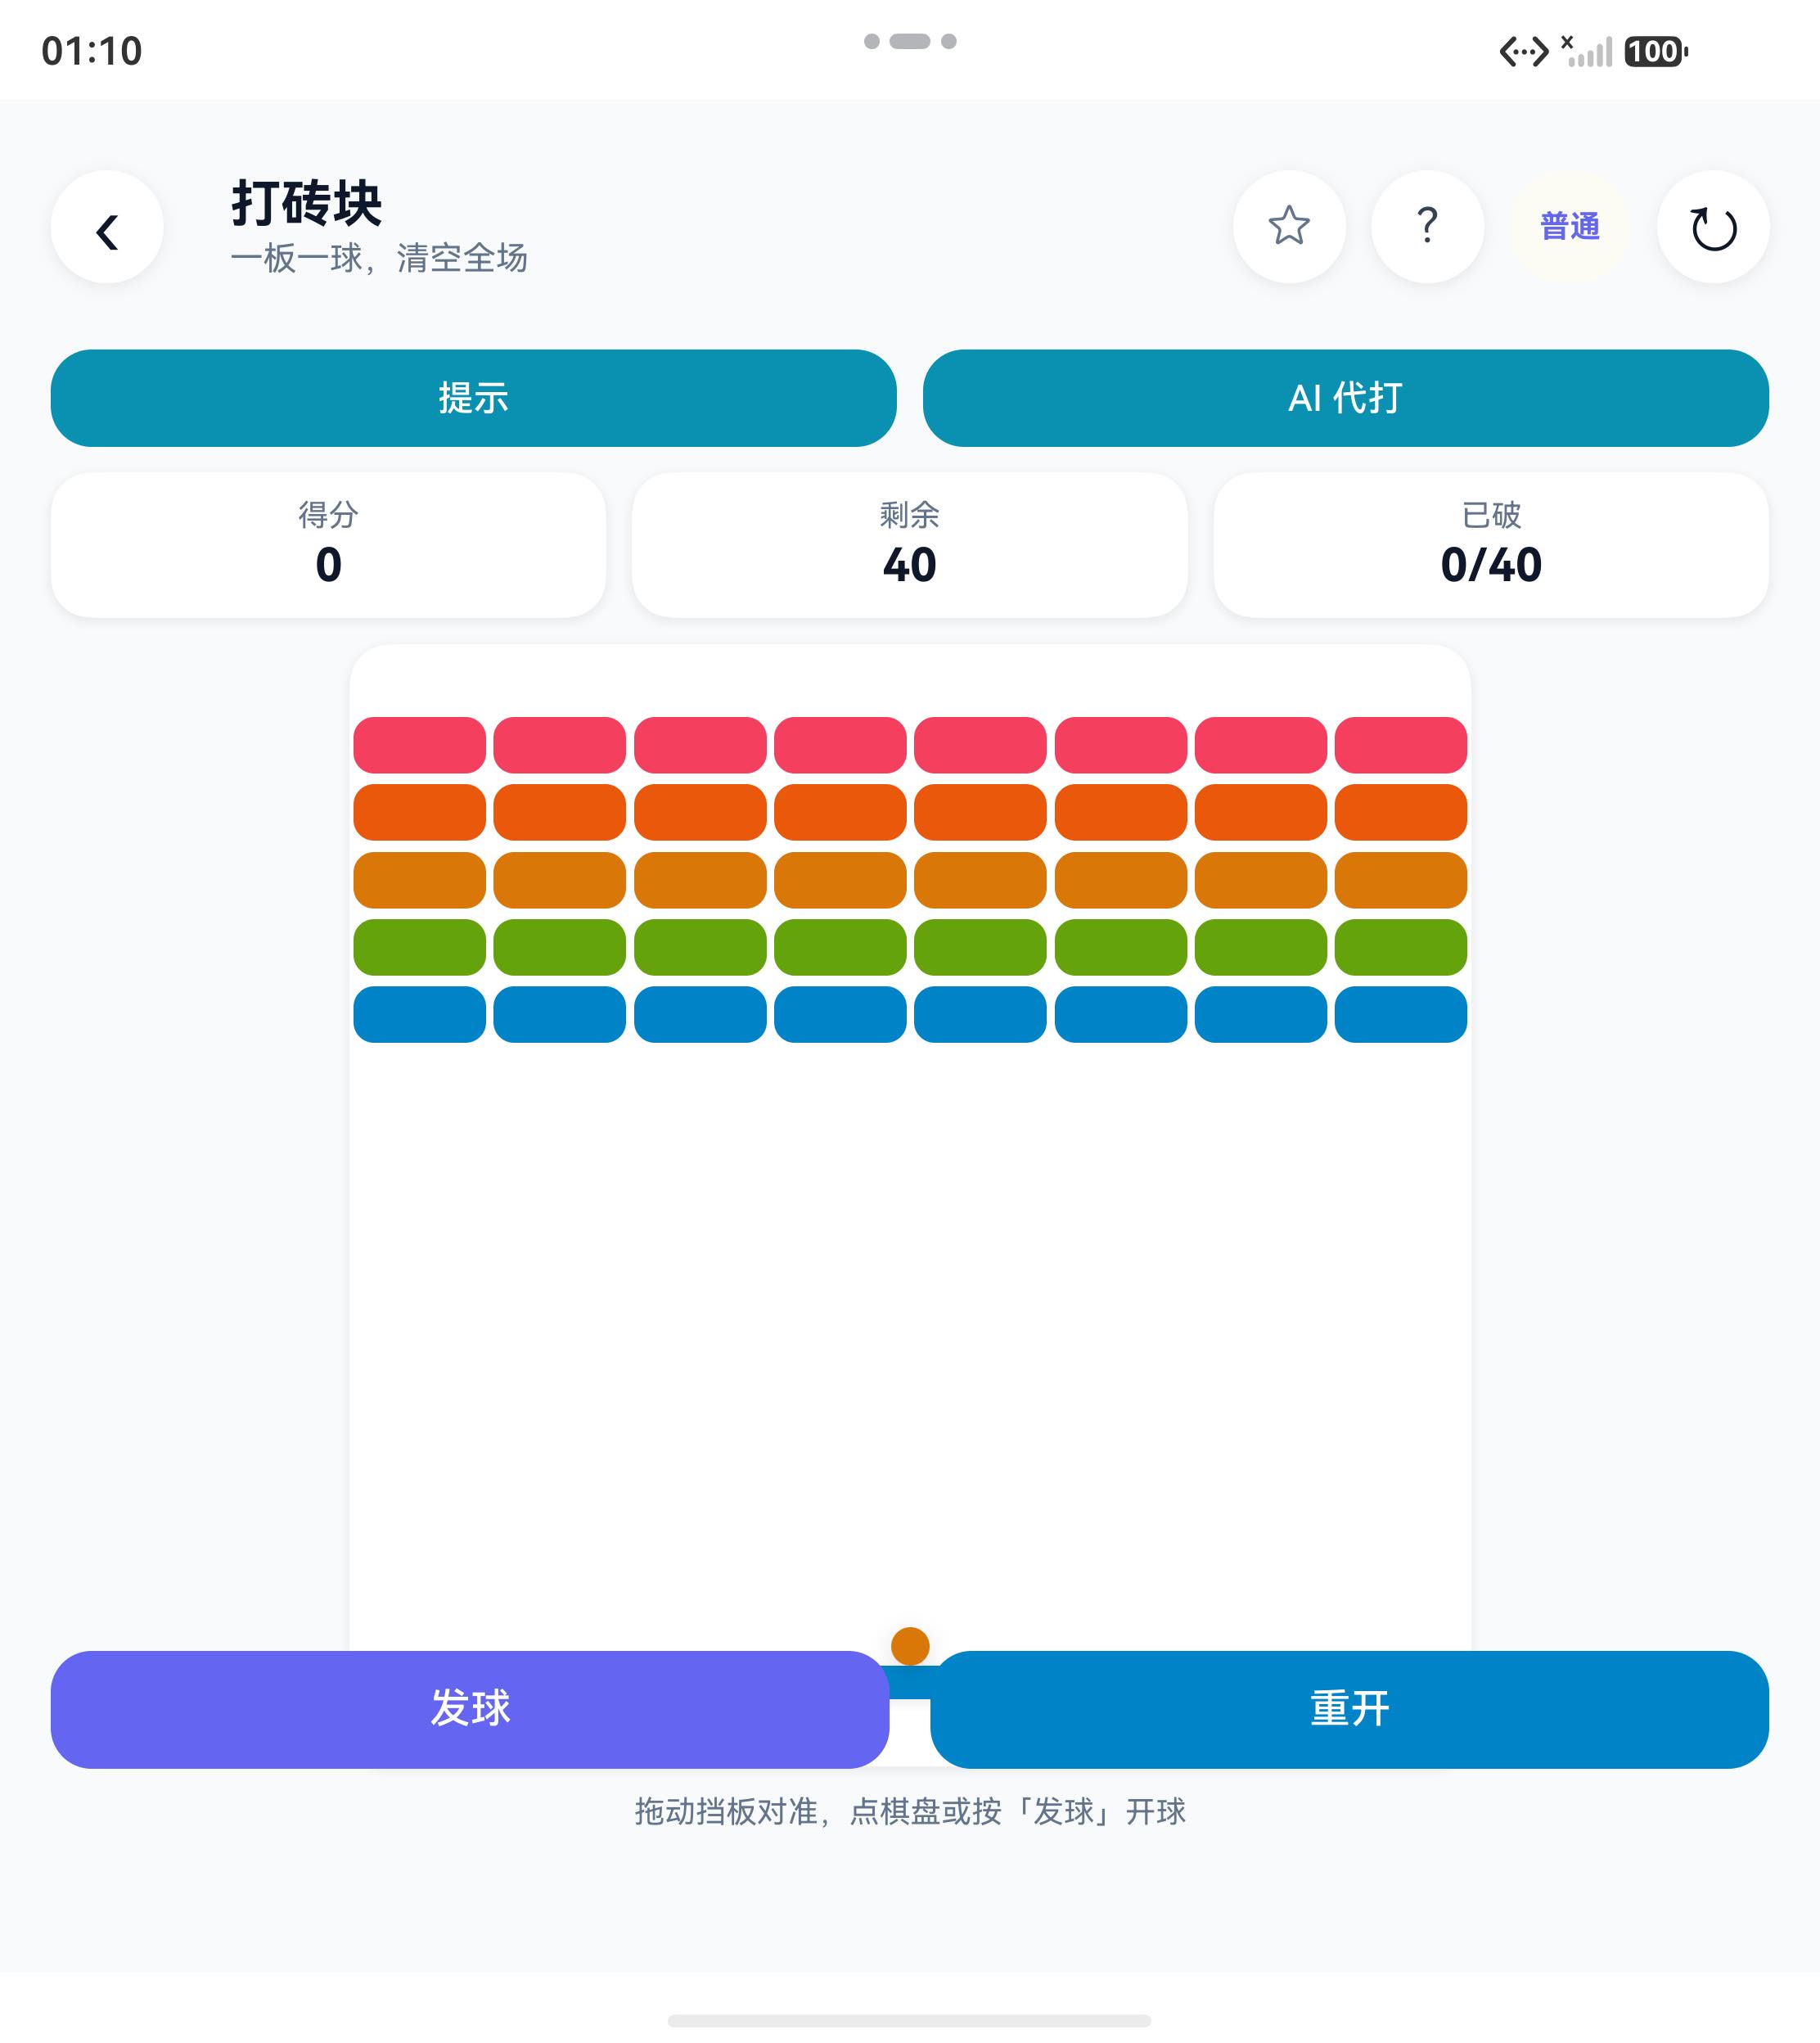 01:10
100
打砖块
一板一球，清空全场
?
普通
提示
AI 代打
得分
0
剩余
40
已破
0/40
发球
重开
拖动挡板对准，点棋盘或按「发球」开球